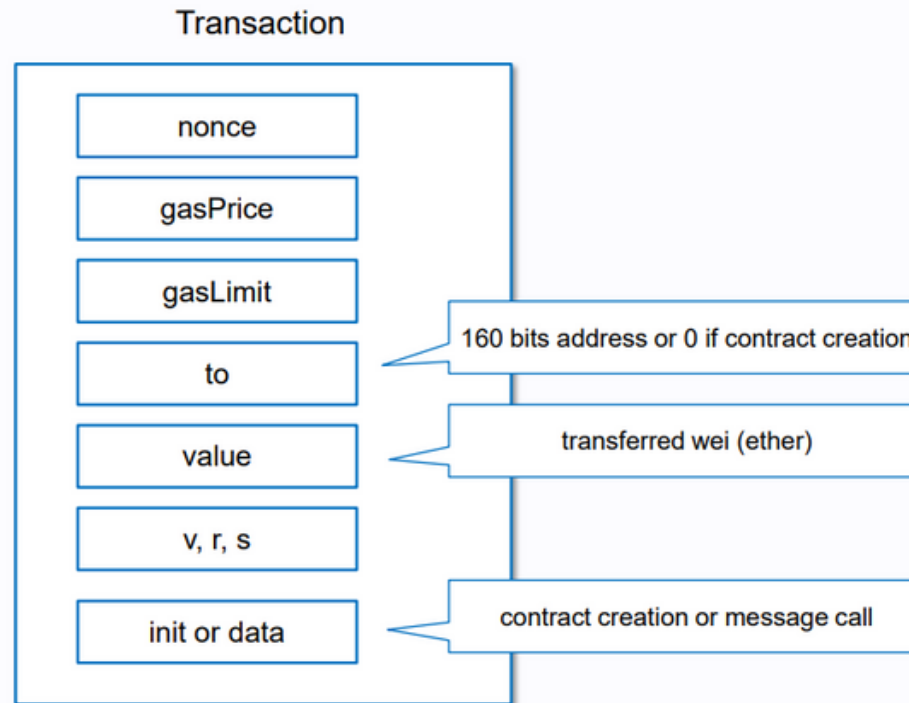 Transaction
nonce
gasPrice
gasLimit
160 bits address or 0 if contract creation
to
transferred wei (ether)
value
v, r, s
contract creation or message call
init or data